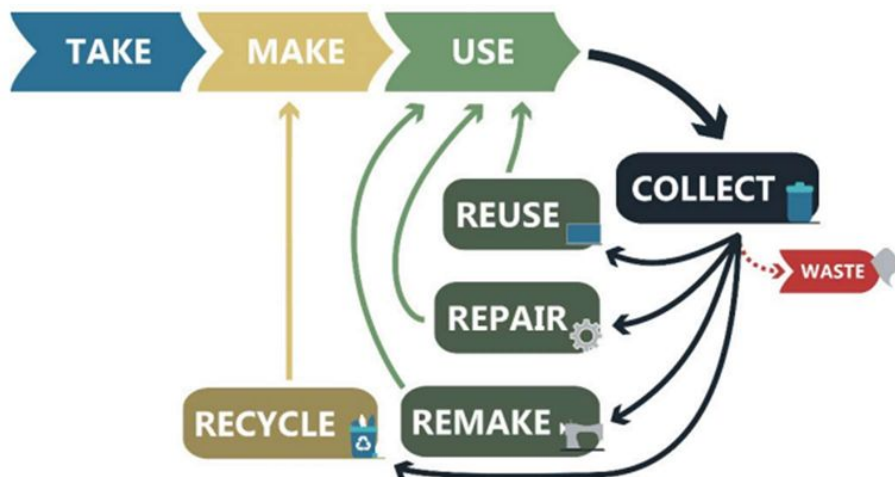 TAKE
MAKE
USE
COLLECT
REUSE
WASTE
REPAIR
RECYCLE
REMAKE